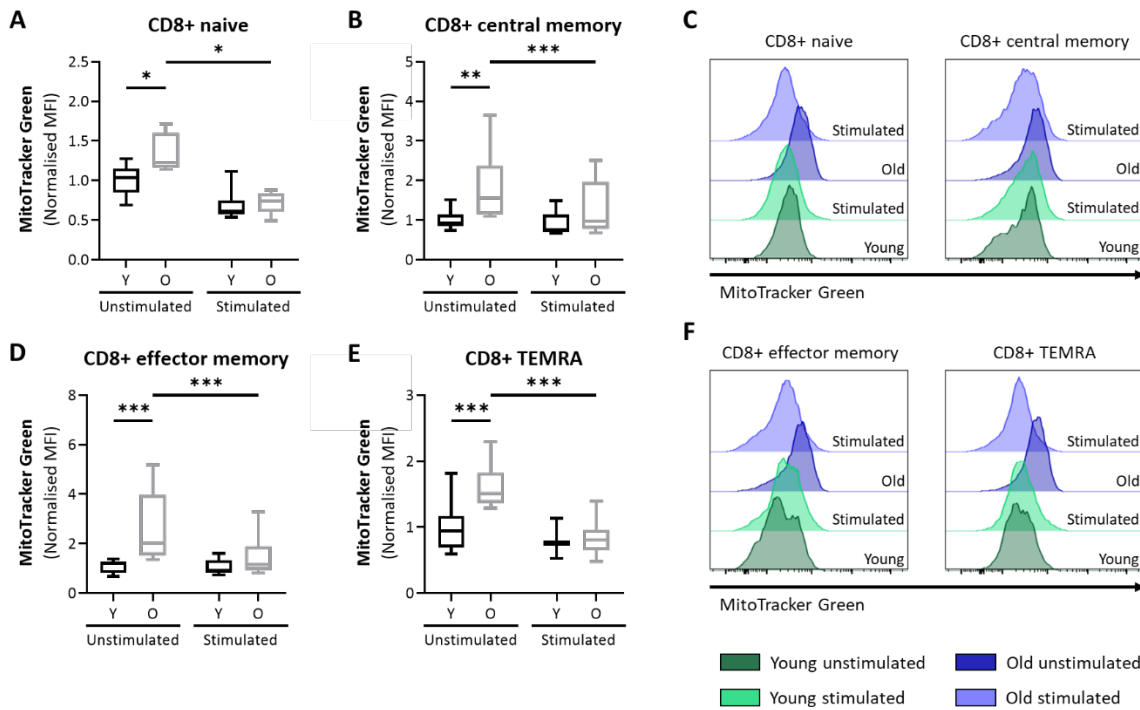 A
CD8+ naive
MitoTracker Green
(Normalised MFI)
2.5
2.0
1.5
1.0
0.5
0.0
*
*
Y O Y O
Unstimulated Stimulated
B
CD8+ central memory
MitoTracker Green
(Normalised MFI)
5
4
3
2
1
0
**
***
Y O Y O
Unstimulated Stimulated
C
CD8+ naive
Stimulated
Old
Stimulated
Young
CD8+ central memory
Stimulated
Old
Stimulated
Young
MitoTracker Green
D
CD8+ effector memory
MitoTracker Green
(Normalised MFI)
8
6
4
2
0
***
***
Y O Y O
Unstimulated Stimulated
E
CD8+ TEMRA
MitoTracker Green
(Normalised MFI)
3
2
1
0
***
***
Y O Y O
Unstimulated Stimulated
F
CD8+ effector memory
Stimulated
Old
Stimulated
Young
CD8+ TEMRA
Stimulated
Old
Stimulated
Young
MitoTracker Green
Young unstimulated Old unstimulated
Young stimulated Old stimulated